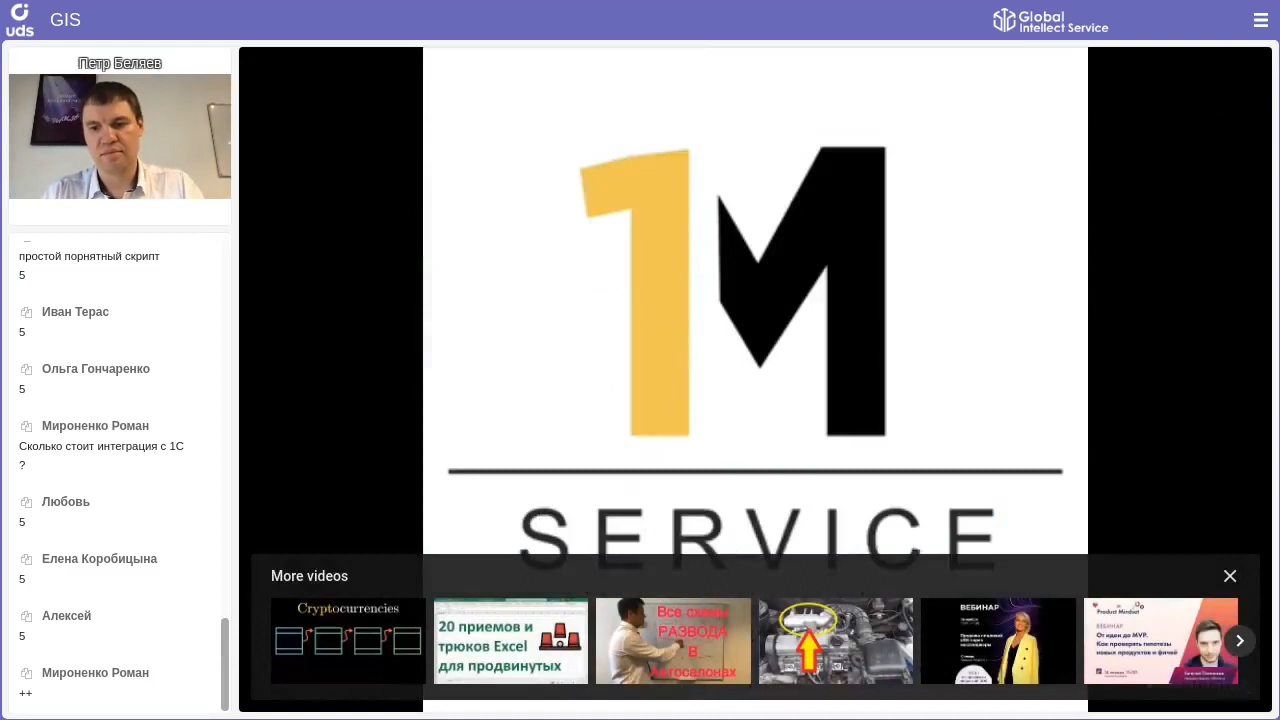 uds
GIS
Global
Intellect Service
Петр Беляев
простой порнятный скрипт
5
Иван Терас
5
Ольга Гончаренко
5
Мироненко Роман
Сколько стоит интеграция с 1С
?
Любовь
5
Елена Коробицына
5
Алексей
5
Мироненко Роман
++
1M
SERVICE
More videos
Cryptocurrencies
20 приемов и
трюков Excel
для продвинутых
Все схемы
РАЗВОДА
В
Автосалонах
ВЕБИНАР
Product Mindset
ВЕБИНАР
От идеи до MVP.
Как проверять гипотезы
новых продуктов и фичей